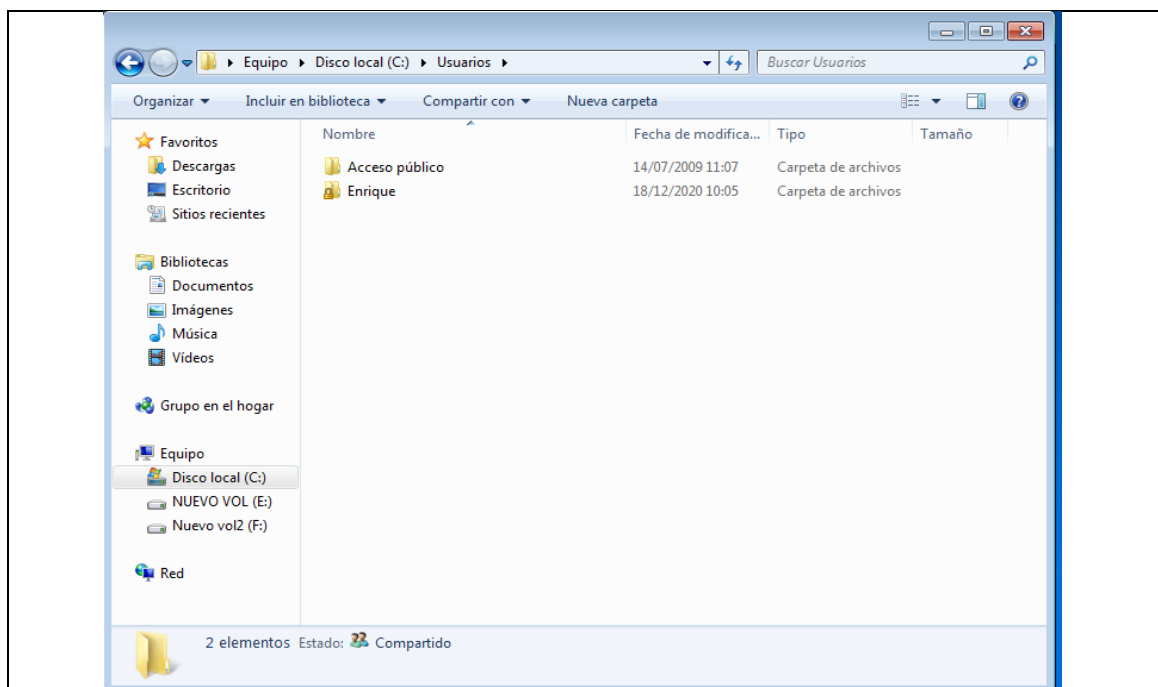 Equipo Disco local (C:) Usuarios Buscar Usuarios
Organizar Incluir en biblioteca Compartir con Nueva carpeta
Favoritos
Descargas
Escritorio
Sitios recientes
Bibliotecas
Documentos
Imágenes
Música
Vídeos
Grupo en el hogar
Equipo
Disco local (C:)
NUEVO VOL (E:)
Nuevo vol2 (F:)
Red
Nombre Fecha de modifica... Tipo Tamaño
Acceso público 14/07/2009 11:07 Carpeta de archivos
Enrique 18/12/2020 10:05 Carpeta de archivos
2 elementos Estado: Compartido